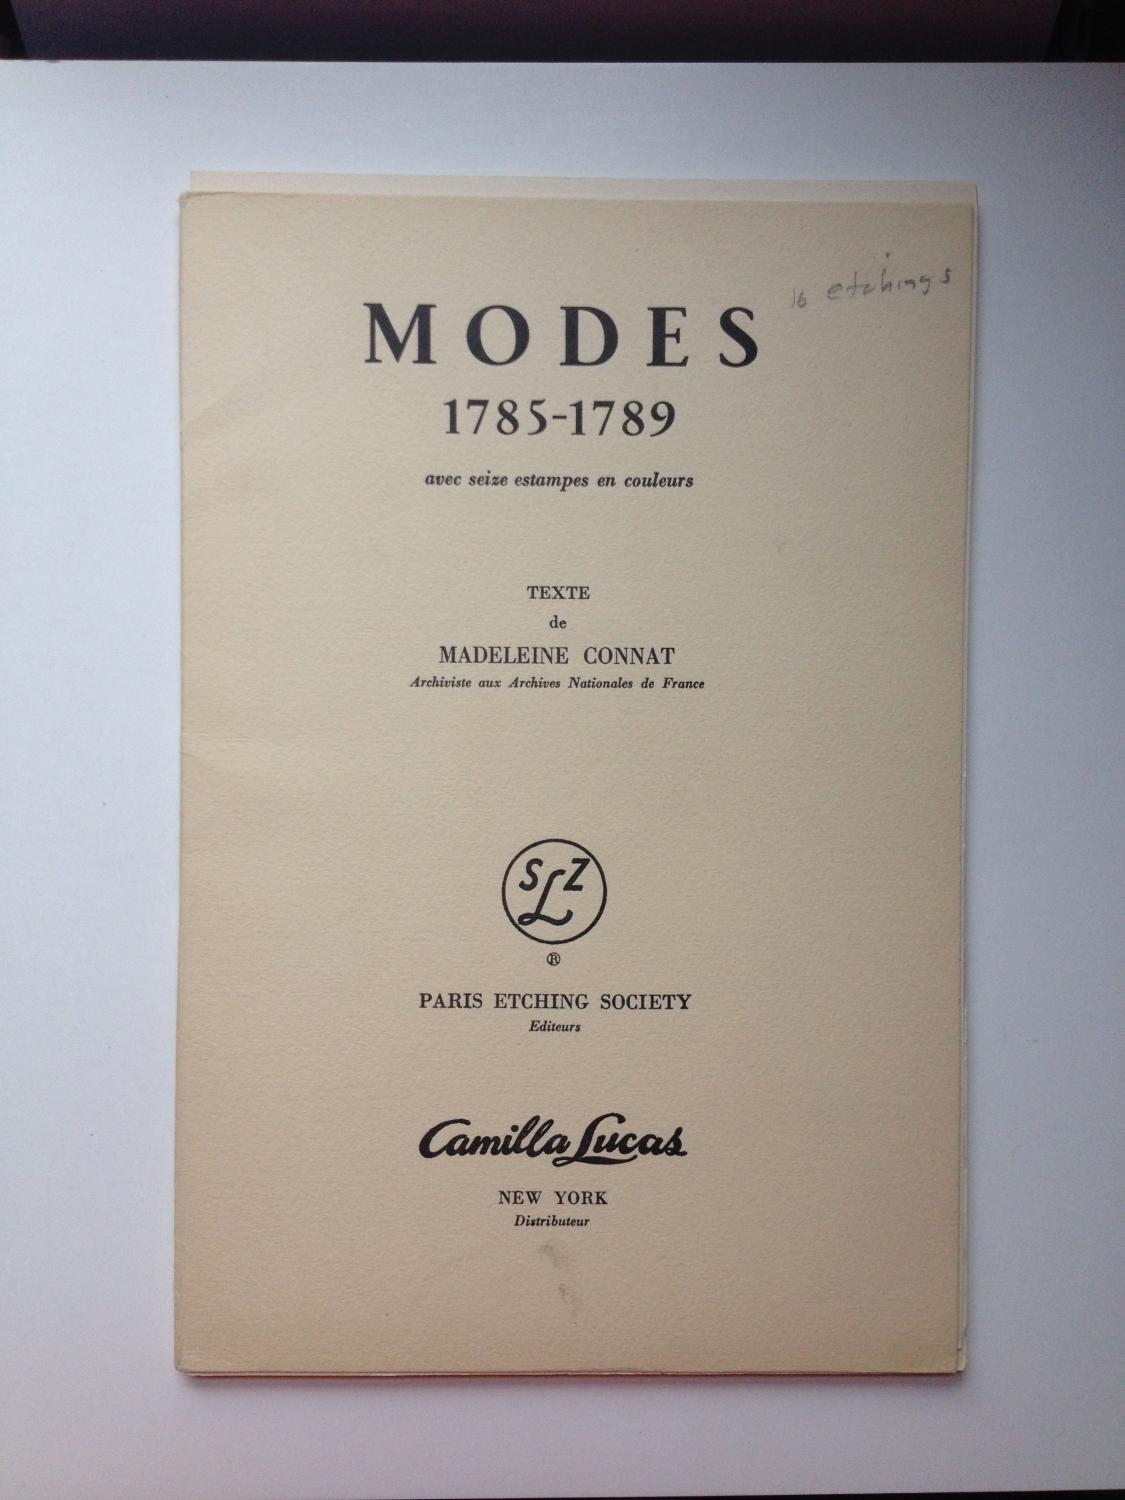 16 etchings
MODES
1785-1789
avec seize estampes en couleurs
TEXTE
de
MADELEINE CONNAT
Archiviste aux Archives Nationales de France
SLZ
®
PARIS ETCHING SOCIETY
Editeurs
Camilla Lucas
NEW YORK
Distributeur